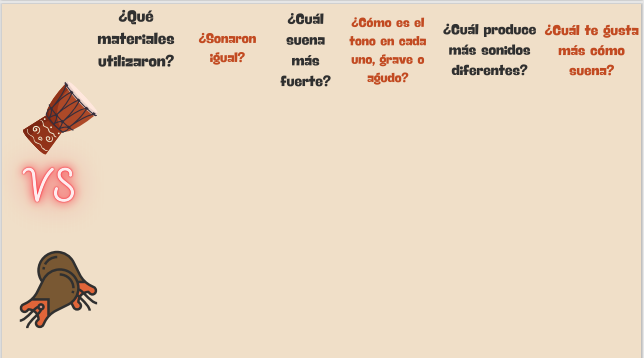 ¿Qué
materiales
utilizaron?
¿Sonaron
igual?
¿Cuál
suena
más
fuerte?
¿Cómo es el
tono en cada
uno, grave o
agudo?
¿Cuál produce
más sonidos
diferentes?
¿Cuál te gusta
más cómo
suena?
VS